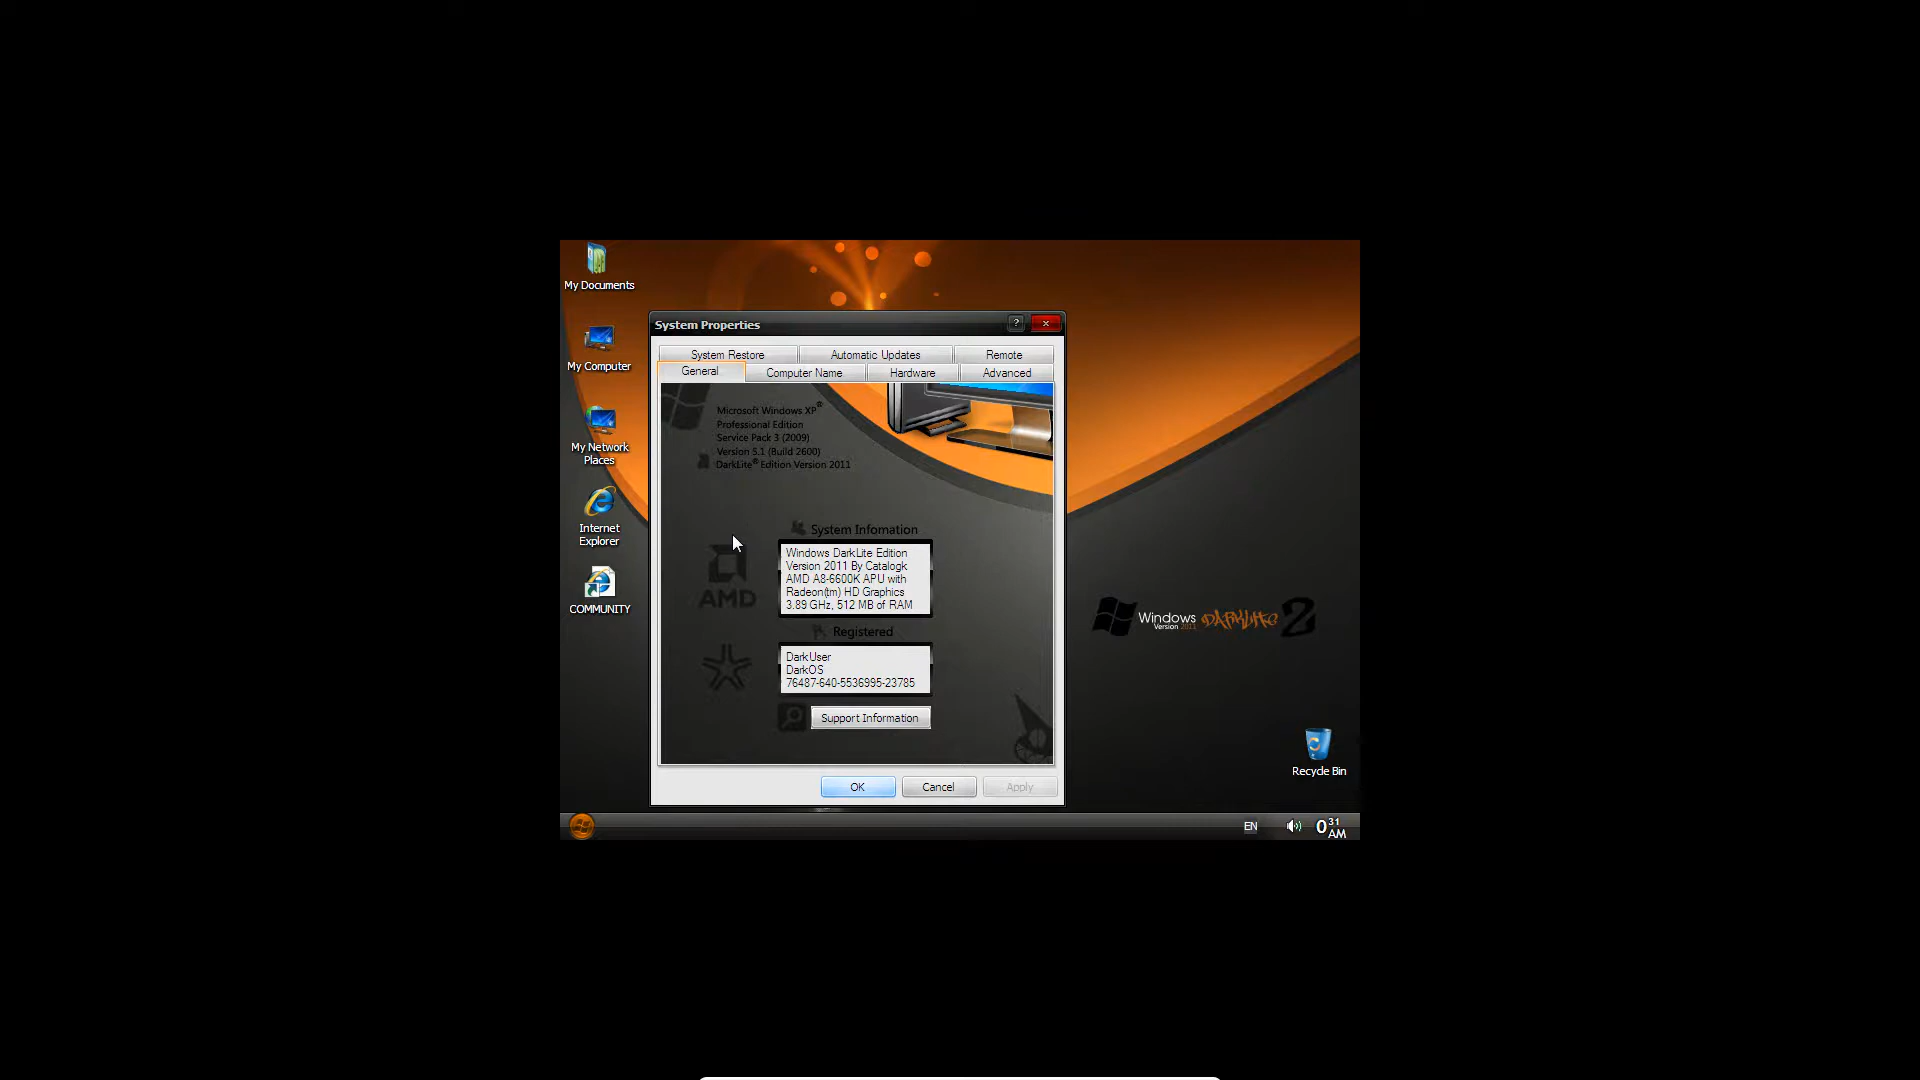 My Documents
My Computer
My Network
Places
Internet
Explorer
COMMUNITY
System Properties
?
System Restore
Automatic Updates
Remote
General
Computer Name
Hardware
Advanced
Microsoft Windows XP®
Professional Edition
Service Pack 3 (2009)
Version 5.1 (Build 2600)
DarkLite® Edition Version 2011
System Infomation
Windows DarkLite Edition
Version 2011 By Catalogk
AMD A8-6600K APU with
Radeon(tm) HD Graphics
3.89 GHz, 512 MB of RAM
AMD
Registered
DarkUser
DarkOS
76487-640-5536995-23785
Support Information
OK
Cancel
Apply
Windows DARKLITE 2
Version 2011
Recycle Bin
EN
0 31
AM